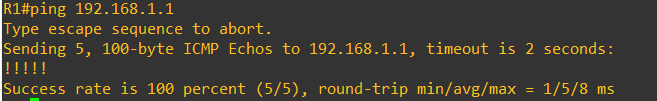 R1#ping 192.168.1.1
Type escape sequence to abort.
Sending 5, 100-byte ICMP Echos to 192.168.1.1, timeout is 2 seconds:
!!!!!
Success rate is 100 percent (5/5), round-trip min/avg/max = 1/5/8 ms